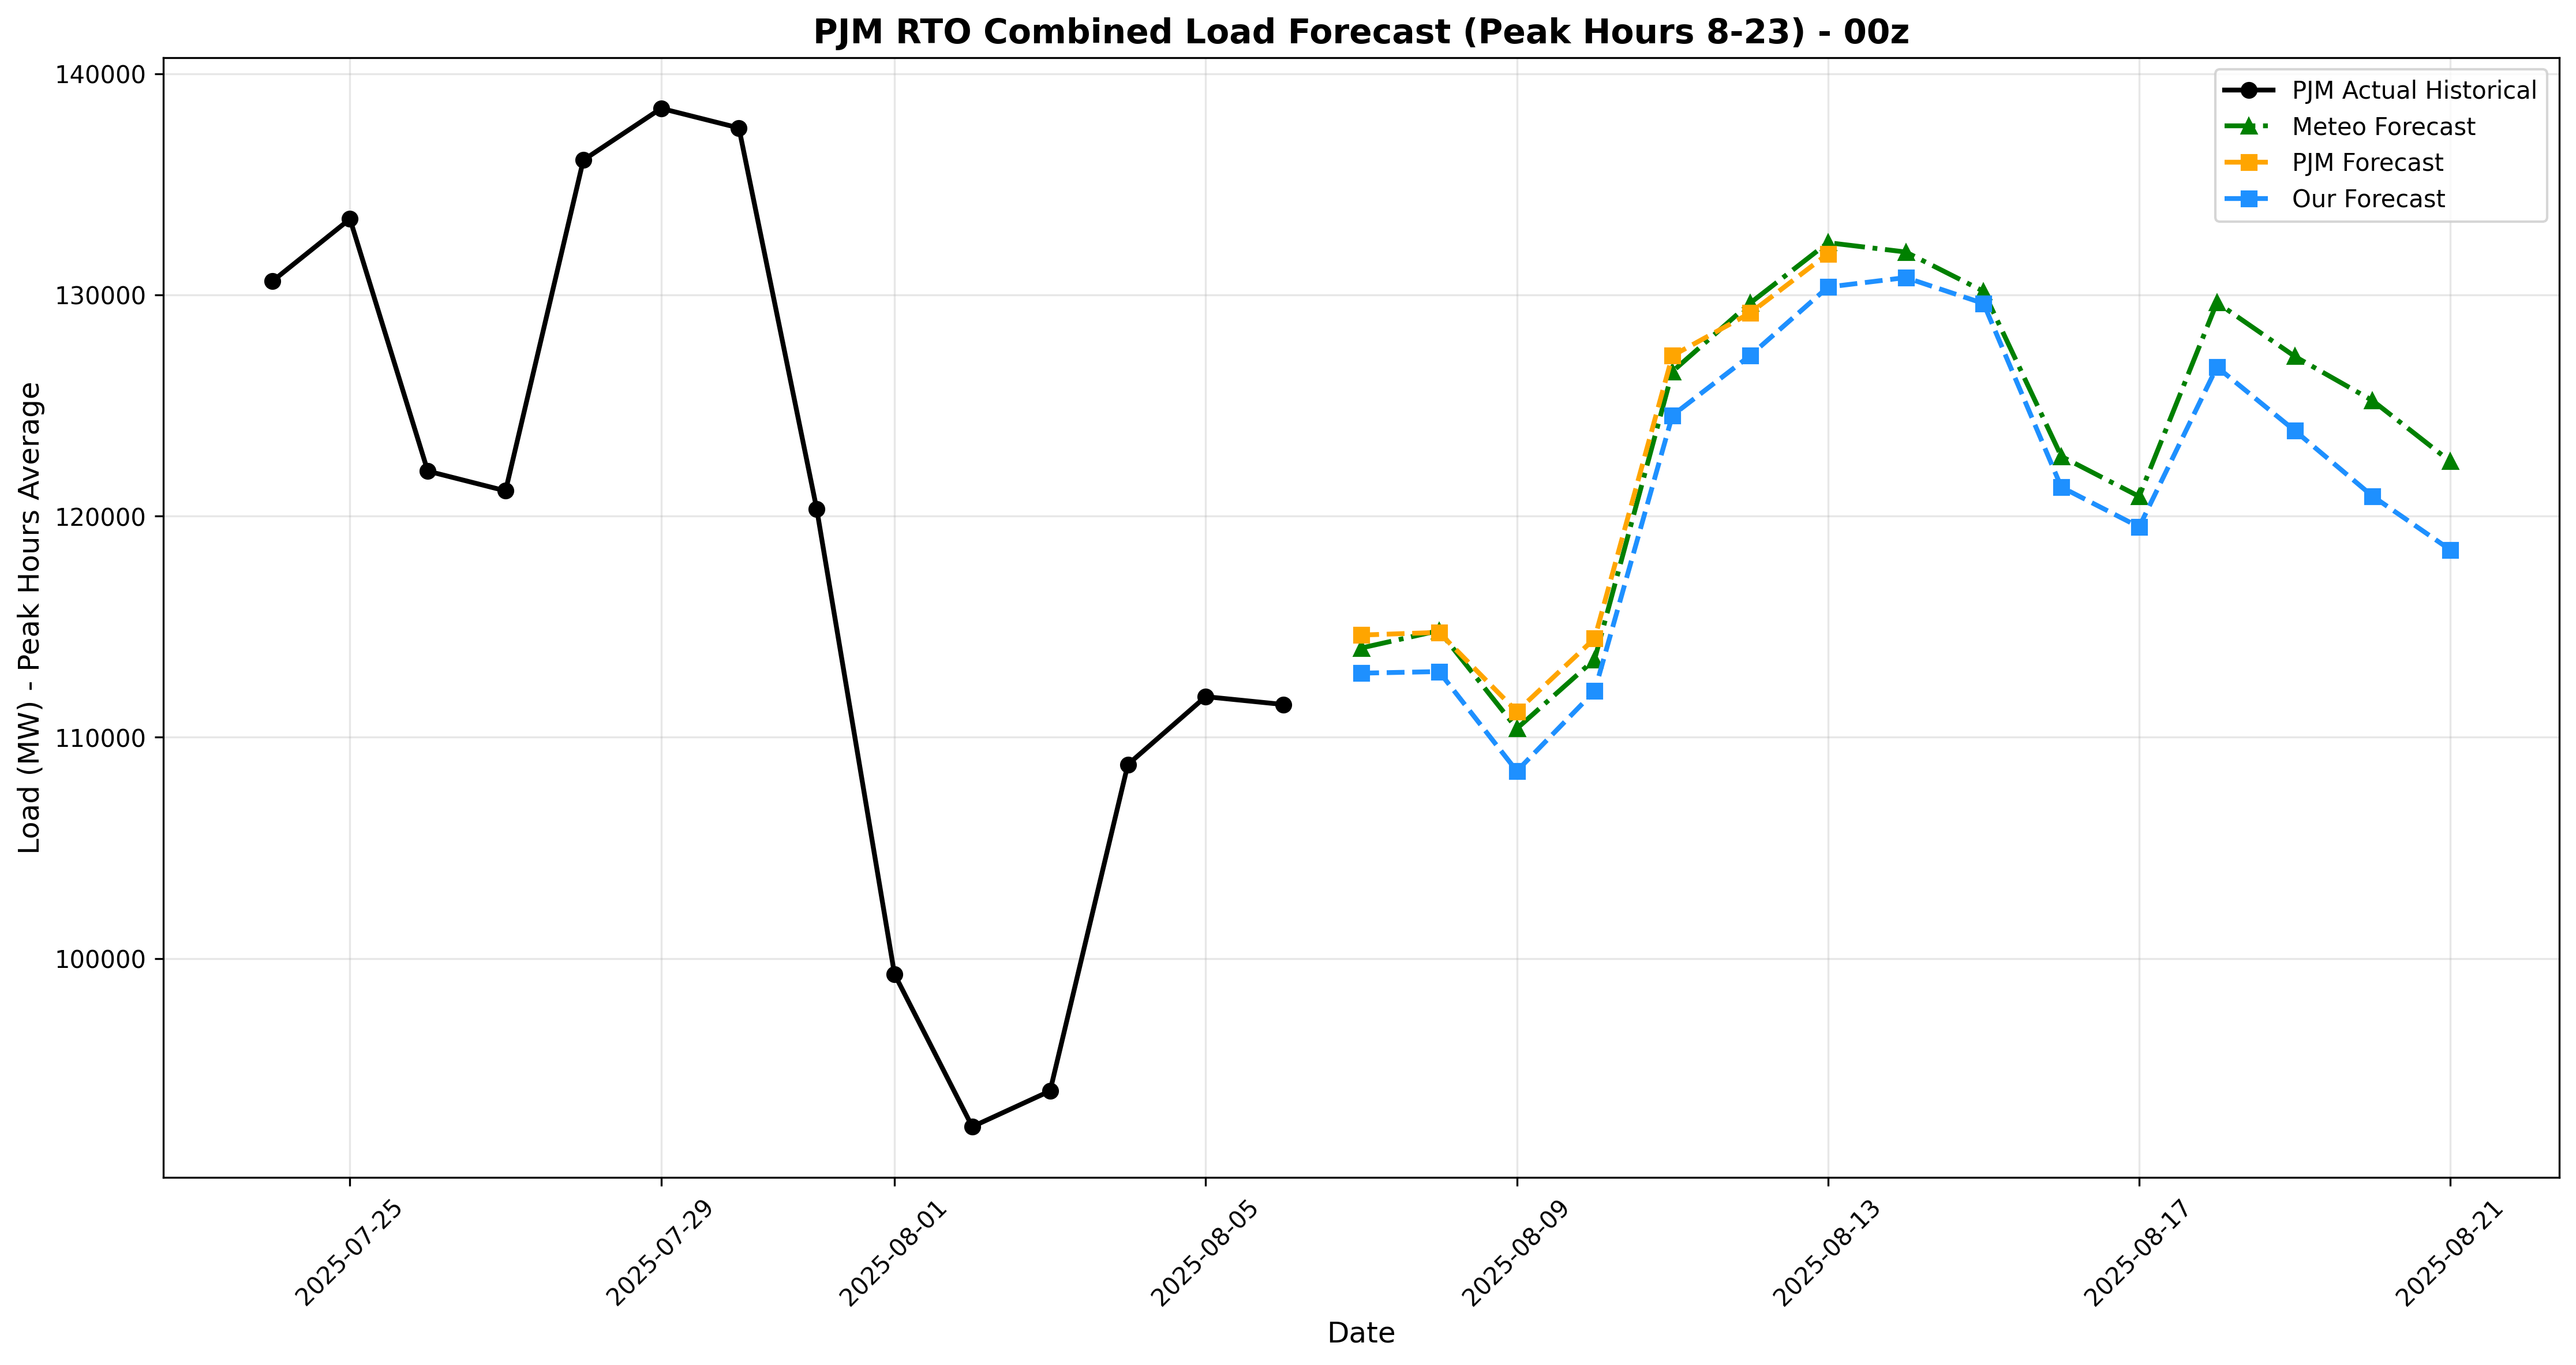 PJM RTO Combined Load Forecast (Peak Hours 8-23) - 00z
PJM Actual Historical
Meteo Forecast
PJM Forecast
Our Forecast
Load (MW) - Peak Hours Average
140000
130000
120000
110000
100000
2025-07-25
2025-07-29
2025-08-01
2025-08-05
2025-08-09
2025-08-13
2025-08-17
2025-08-21
Date